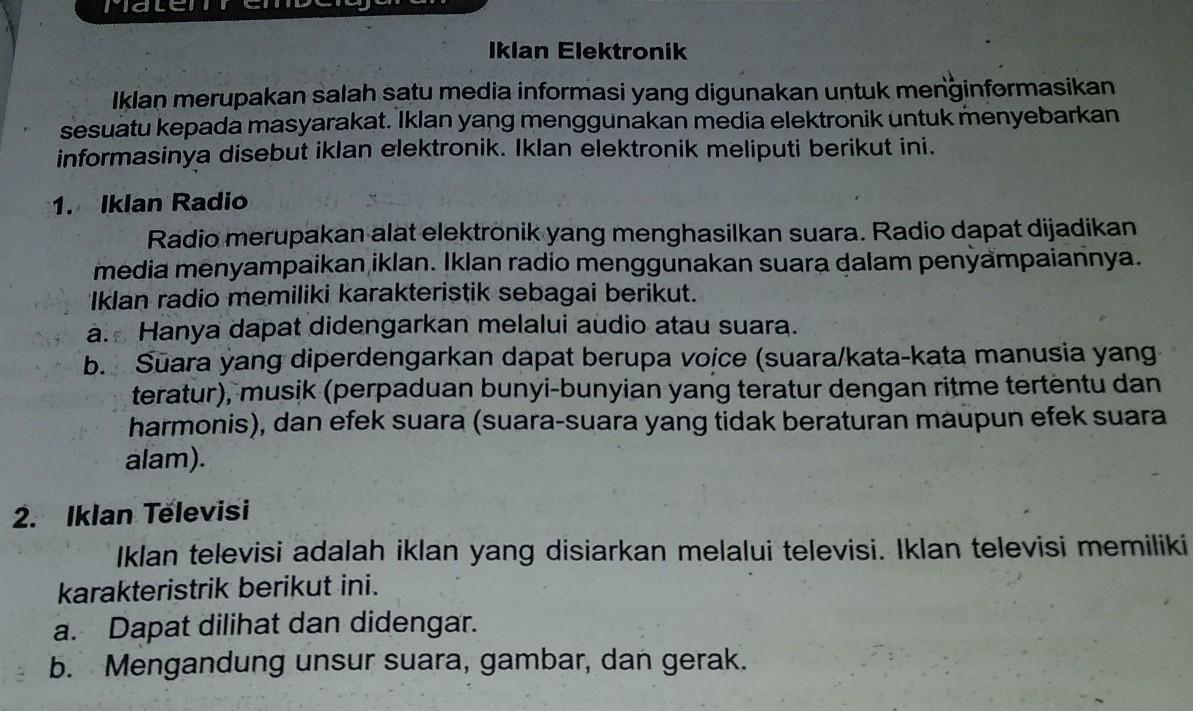 Materi Pembelajaran
Iklan Elektronik
Iklan merupakan salah satu media informasi yang digunakan untuk menginformasikan
sesuatu kepada masyarakat. Iklan yang menggunakan media elektronik untuk menyebarkan
informasinya disebut iklan elektronik. Iklan elektronik meliputi berikut ini.
1. Iklan Radio
Radio merupakan alat elektronik yang menghasilkan suara. Radio dapat dijadikan
media menyampaikan iklan. Iklan radio menggunakan suara dalam penyampaiannya.
Iklan radio memiliki karakteristik sebagai berikut.
a. Hanya dapat didengarkan melalui audio atau suara.
b. Suara yang diperdengarkan dapat berupa voice (suara/kata-kata manusia yang
teratur), musik (perpaduan bunyi-bunyian yang teratur dengan ritme tertentu dan
harmonis), dan efek suara (suara-suara yang tidak beraturan maupun efek suara
alam).
2. Iklan Televisi
Iklan televisi adalah iklan yang disiarkan melalui televisi. Iklan televisi memiliki
karakteristrik berikut ini.
a. Dapat dilihat dan didengar.
b. Mengandung unsur suara, gambar, dan gerak.